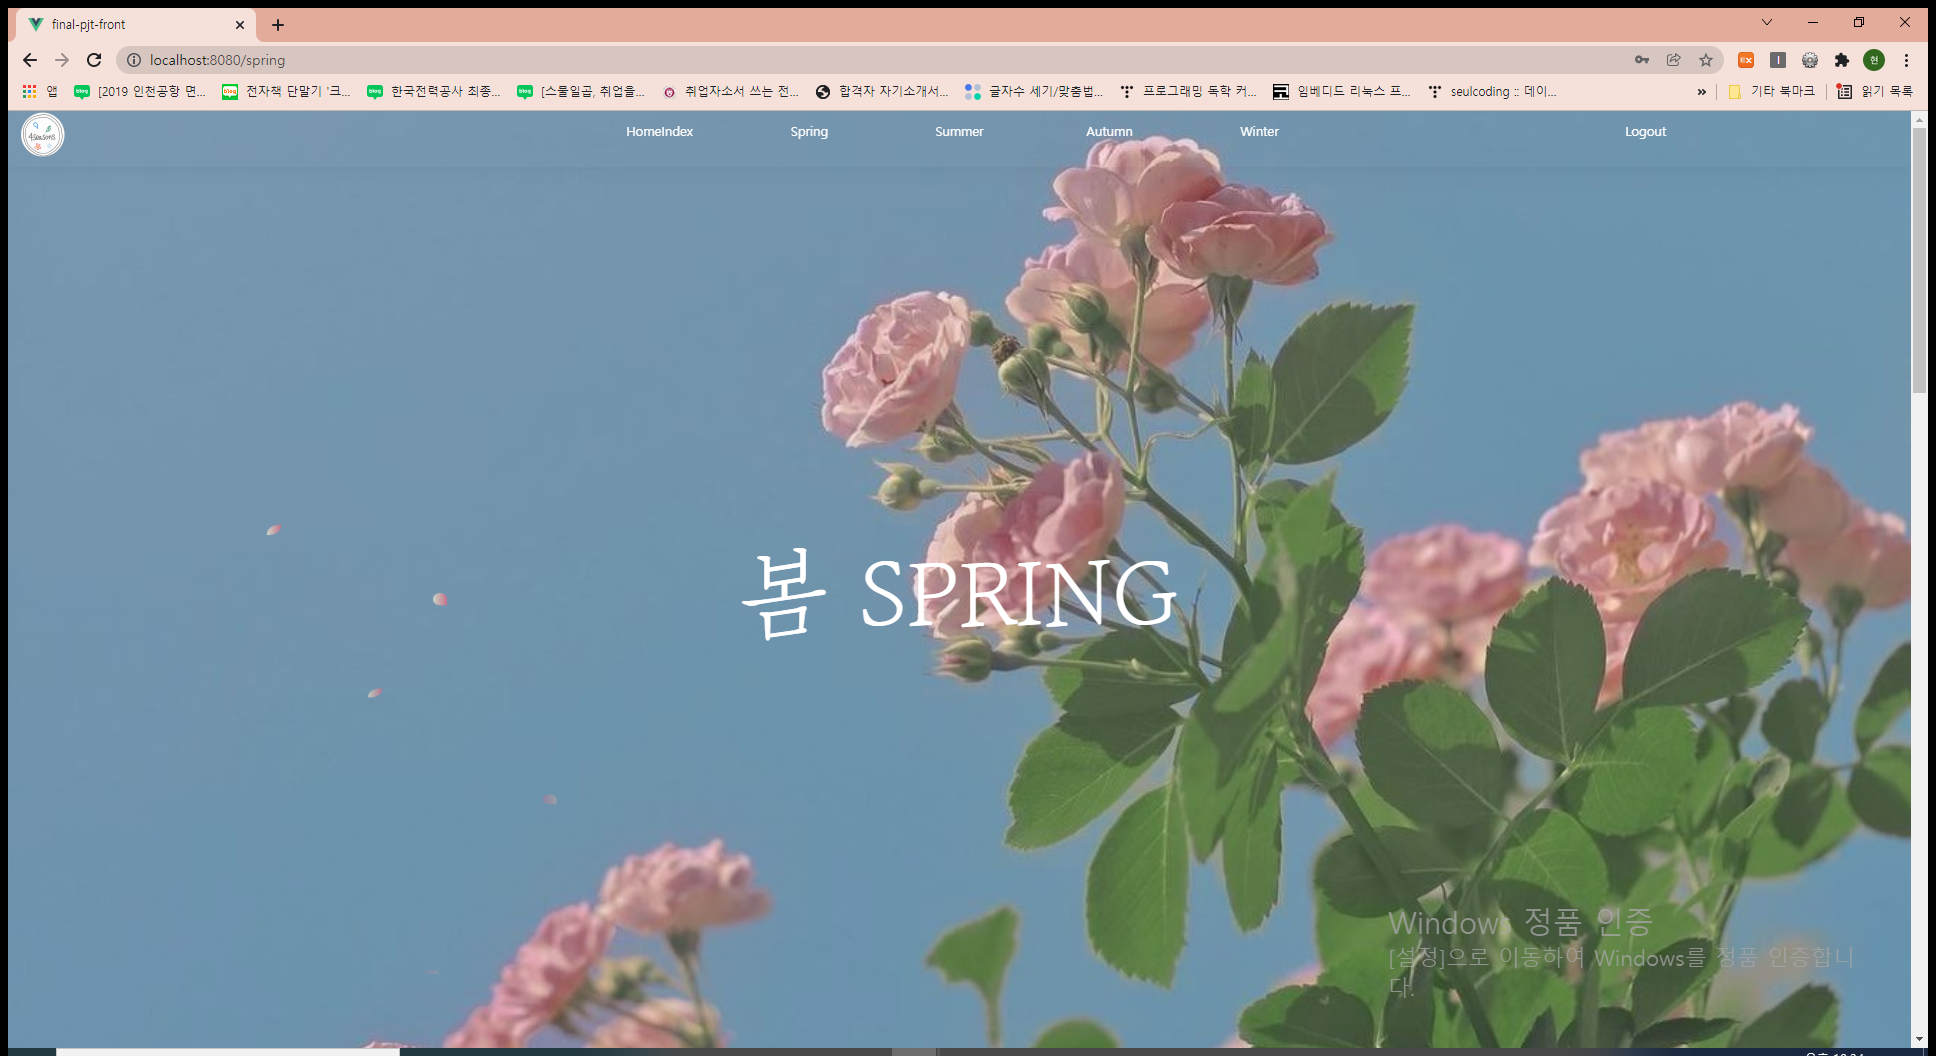 final-pjt-front
localhost:8080/spring
앱
[2019 인천공항 면...
전자책 단말기 '크...
한국전력공사 최종...
[스물일곱, 취업을...
취업자소서 쓰는 전...
합격자 자기소개서...
글자수 세기/맞춤법...
프로그래밍 독학 커...
임베디드 리눅스 프...
seulcoding :: 데이...
»
기타 북마크
읽기 목록
4seasons
HomeIndex
Spring
Summer
Autumn
Winter
Logout
봄 SPRING
Windows 정품 인증
[설정]으로 이동하여 Windows를 정품 인증합니
다.